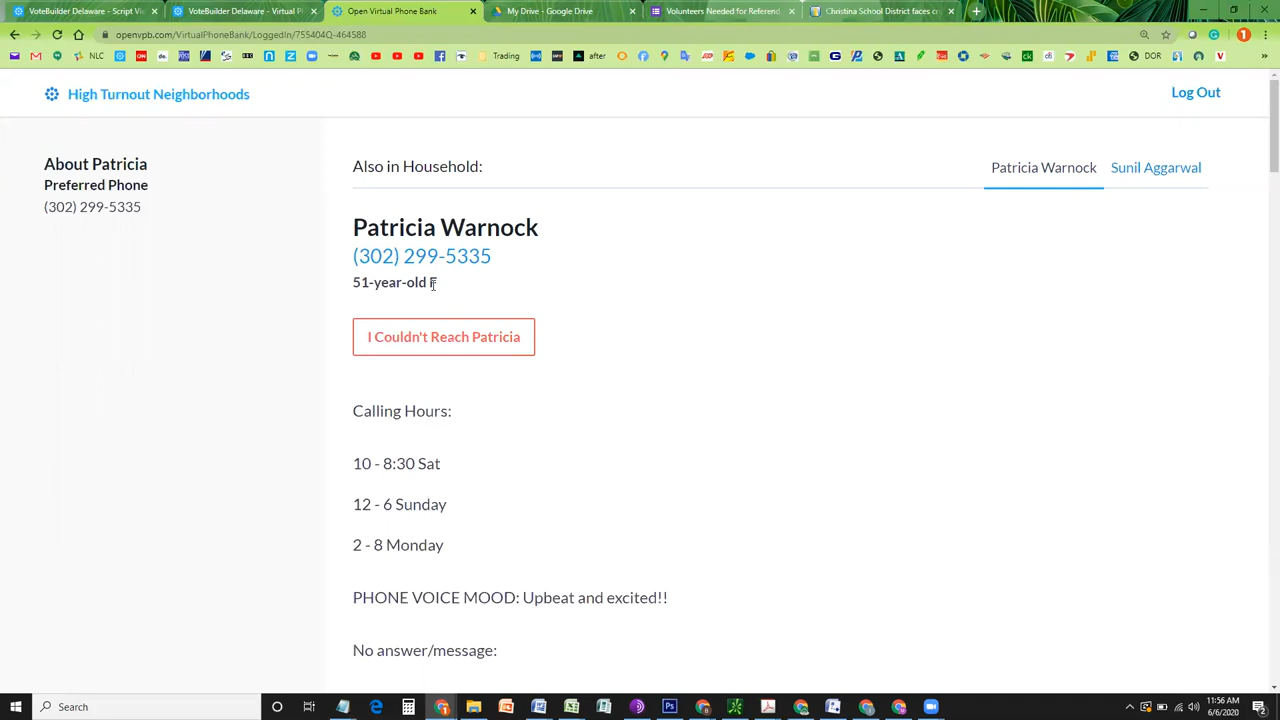 VoteBuilder Delaware - Script Vi
VoteBuilder Delaware - Virtual P
Open Virtual Phone Bank
My Drive - Google Drive
Volunteers Needed for Referend
Christina School District faces c
openvpb.com/VirtualPhoneBank/LoggedIn/755404Q-464588
NLC
Trading
after
DOR
High Turnout Neighborhoods
Log Out
About Patricia
Preferred Phone
(302) 299-5335
Also in Household:
Patricia Warnock
Sunil Aggarwal
Patricia Warnock
(302) 299-5335
51-year-old F
I Couldn't Reach Patricia
Calling Hours:
10 - 8:30 Sat
12 - 6 Sunday
2 - 8 Monday
PHONE VOICE MOOD: Upbeat and excited!!
No answer/message:
Search
11:56 AM
6/6/2020